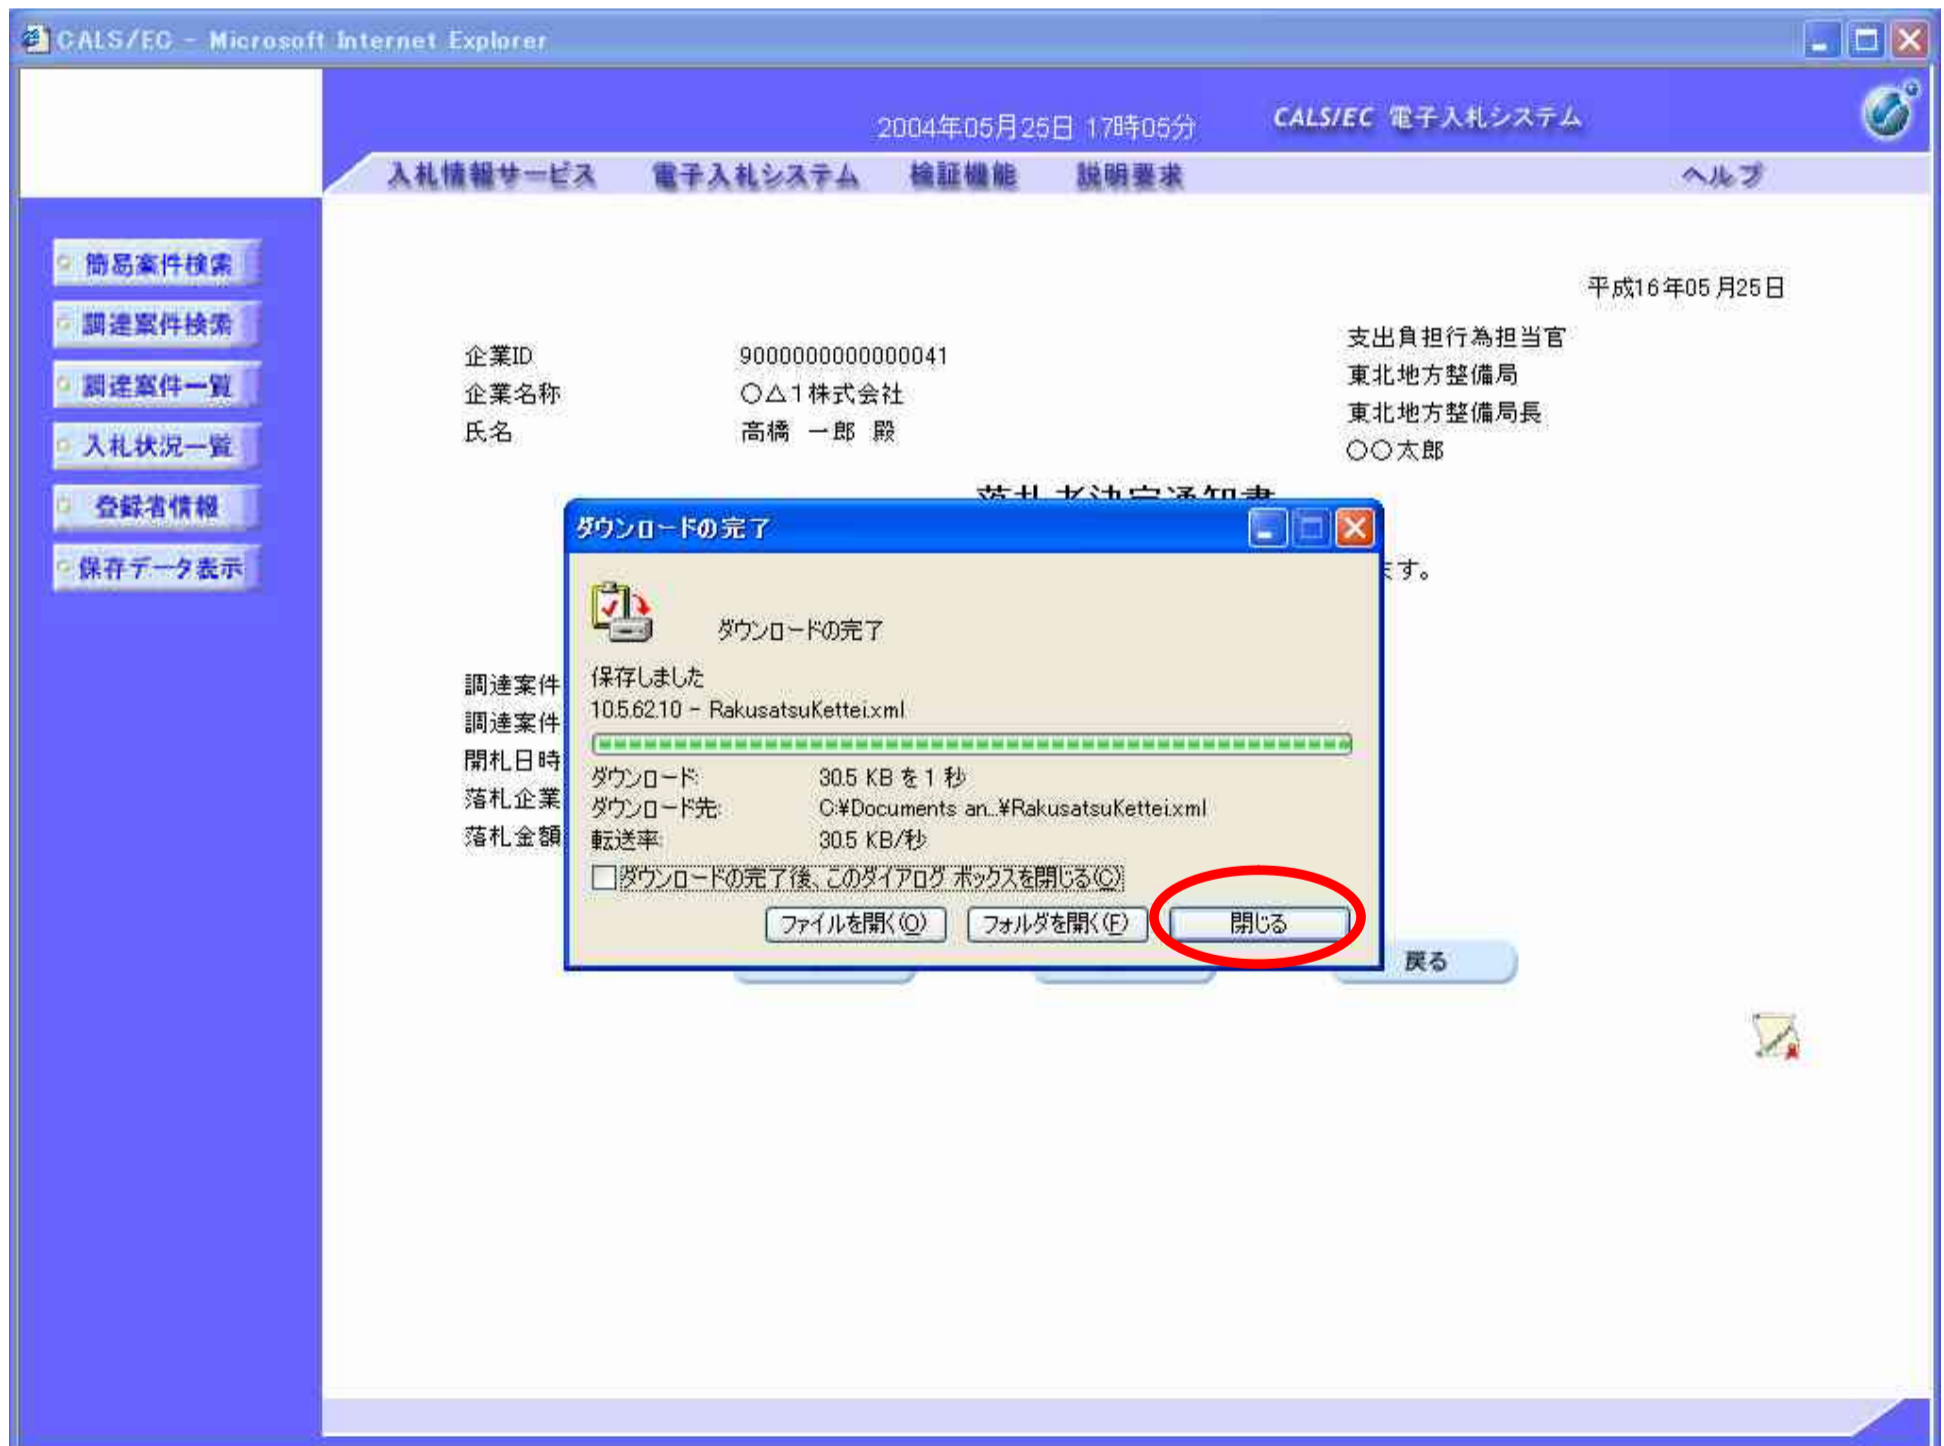 CALS/EC - Microsoft Internet Explorer
2004年05月25日 17時05分
CALS/EC 電子入札システム
入札情報サービス 電子入札システム 検証機能 説明要求 ヘルプ
簡易案件検索
調達案件検索
調達案件一覧
入札状況一覧
登録者情報
保存データ表示
平成16年05月25日
支出負担行為担当官
東北地方整備局
東北地方整備局長
○○太郎
企業ID 9000000000000041
企業名称 ○△1株式会社
氏名 高橋 一郎 殿
落札者決定通知書
ます。
調達案件
調達案件
開札日時
落札企業
落札金額
ダウンロードの完了
ダウンロードの完了
保存しました
10.5.62.10 - RakusatsuKettei.xml
ダウンロード: 30.5 KB を 1 秒
ダウンロード先: C:¥Documents an...¥RakusatsuKettei.xml
転送率: 30.5 KB/秒
ダウンロードの完了後、このダイアログ ボックスを閉じる(C)
ファイルを開く(O) フォルダを開く(F) 閉じる
戻る